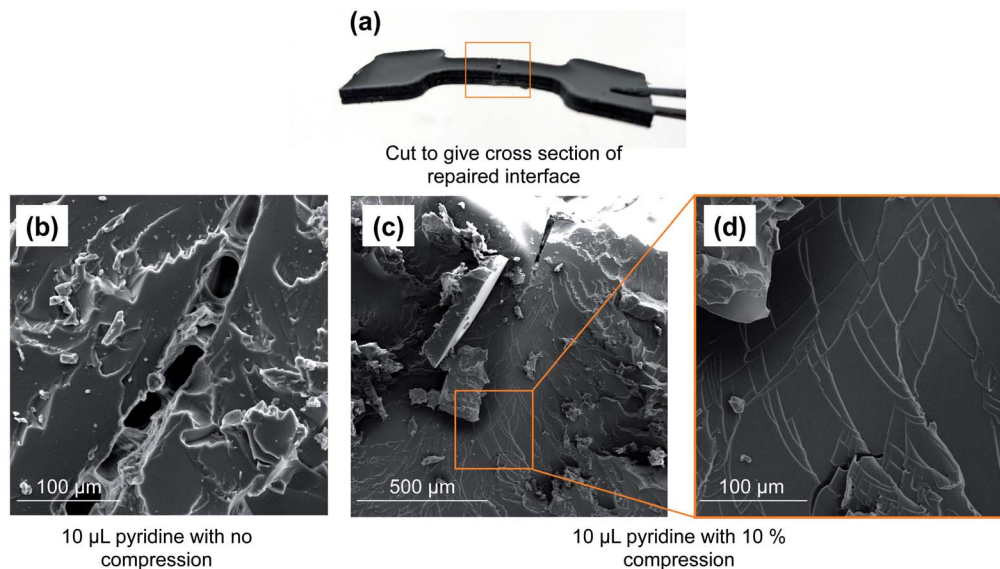 (a)
Cut to give cross section of
repaired interface
(b)
100 µm
10 µL pyridine with no
compression
(c)
500 µm
(d)
100 µm
10 µL pyridine with 10 %
compression